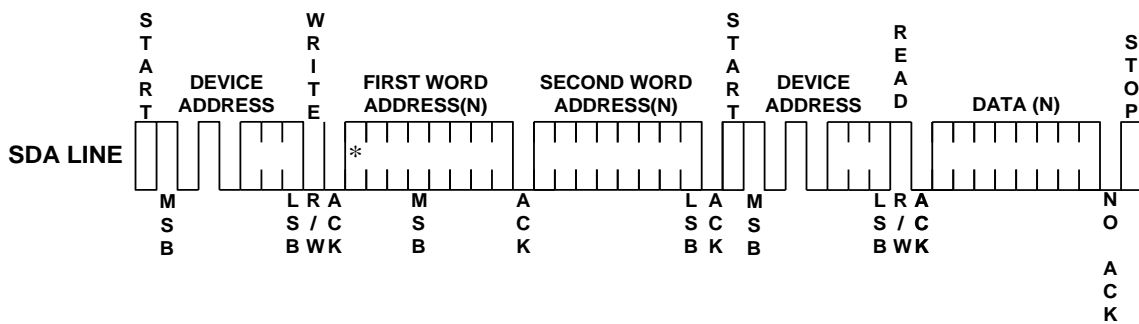 START
WRITE
START
READ
STOP
DEVICE
ADDRESS
FIRST WORD
ADDRESS(N)
SECOND WORD
ADDRESS(N)
DEVICE
ADDRESS
DATA (N)
SDA LINE
*
MSB
LSB
R/W
ACK
MSB
ACK
LSB
ACK
MSB
LSB
R/W
ACK
NO ACK